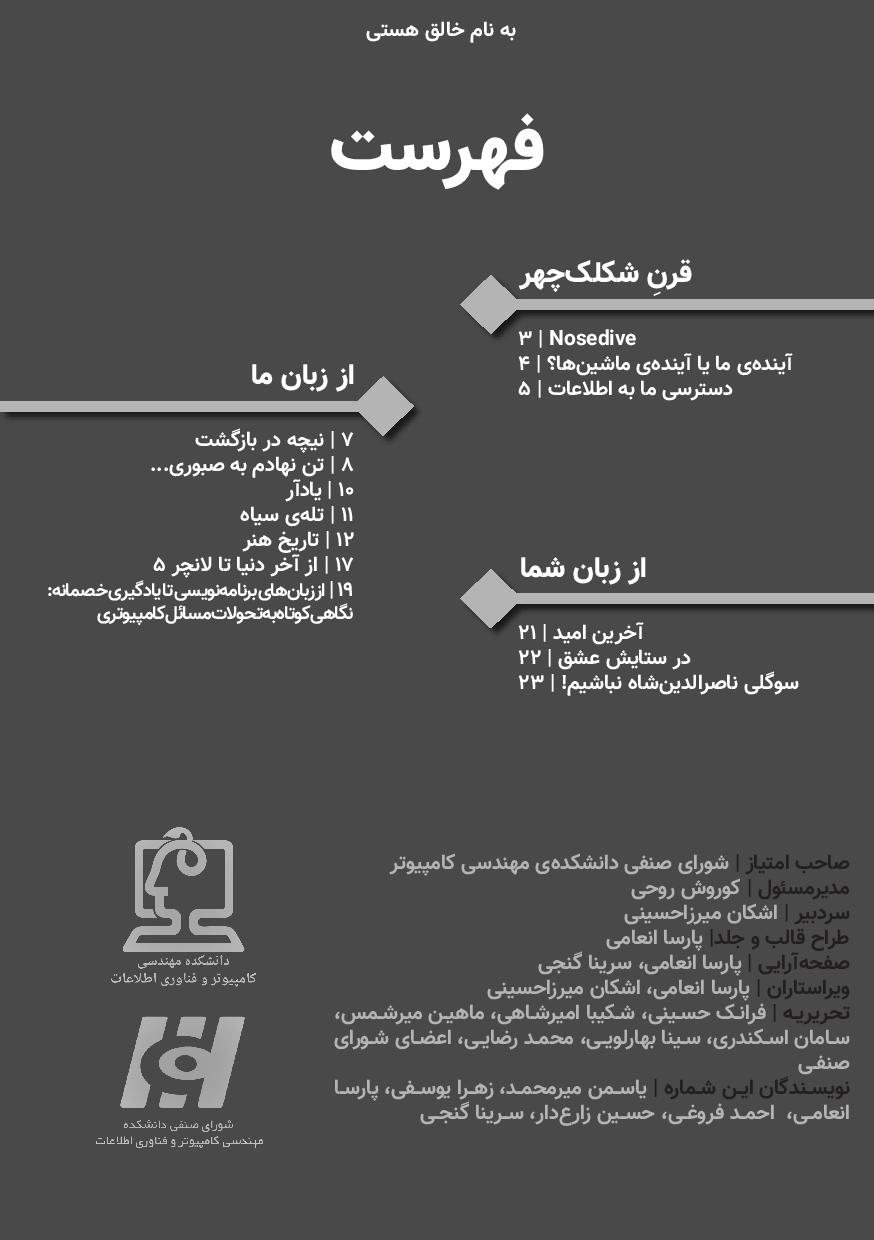 به نام خالق هستی
فهرست
قرنِ شکلک‌چهر
۳ | Nosedive
آینده‌ی ما یا آینده‌ی ماشین‌ها؟ | ۴
دسترسی ما به اطلاعات | ۵
از زبان ما
۷ | نیچه در بازگشت
۸ | تن نهادم به صبوری...
۱۰ | یادآر
۱۱ | تله‌ی سیاه
۱۲ | تاریخ هنر
۱۷ | از آخر دنیا تا لانچر ۵
۱۹ | از زبان‌های برنامه‌نویسی تا یادگیری خصمانه:
نگاهی کوتاه به تحولات مسائل کامپیوتری
از زبان شما
آخرین امید | ۲۱
در ستایش عشق | ۲۲
سوگلی ناصرالدین‌شاه نباشیم! | ۲۳
صاحب امتیاز | شورای صنفی دانشکده‌ی مهندسی کامپیوتر
مدیرمسئول | کوروش روحی
سردبیر | اشکان میرزاحسینی
طراح قالب و جلد| پارسا انعامی
صفحه‌آرایی | پارسا انعامی، سرینا گنجی
ویراستاران | پارسا انعامی، اشکان میرزاحسینی
تحریریه | فرانک حسینی، شکیبا امیرشاهی، ماهین میرشمس،
سامان اسکندری، سینا بهارلویی، محمد رضایی، اعضای شورای
صنفی
نویسندگان این شماره | یاسمن میرمحمد، زهرا یوسفی، پارسا
انعامی، احمد فروغی، حسین زارع‌دار، سرینا گنجی
دانشکده مهندسی
کامپیوتر و فناوری اطلاعات
شورای صنفی دانشکده
مهندسی کامپیوتر و فناوری اطلاعات